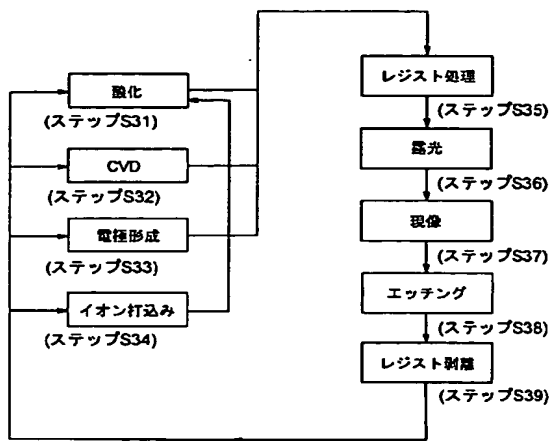 酸化
(ステップS31)
CVD
(ステップS32)
電極形成
(ステップS33)
イオン打込み
(ステップS34)
レジスト処理
(ステップS35)
露光
(ステップS36)
現像
(ステップS37)
エッチング
(ステップS38)
レジスト剥離
(ステップS39)